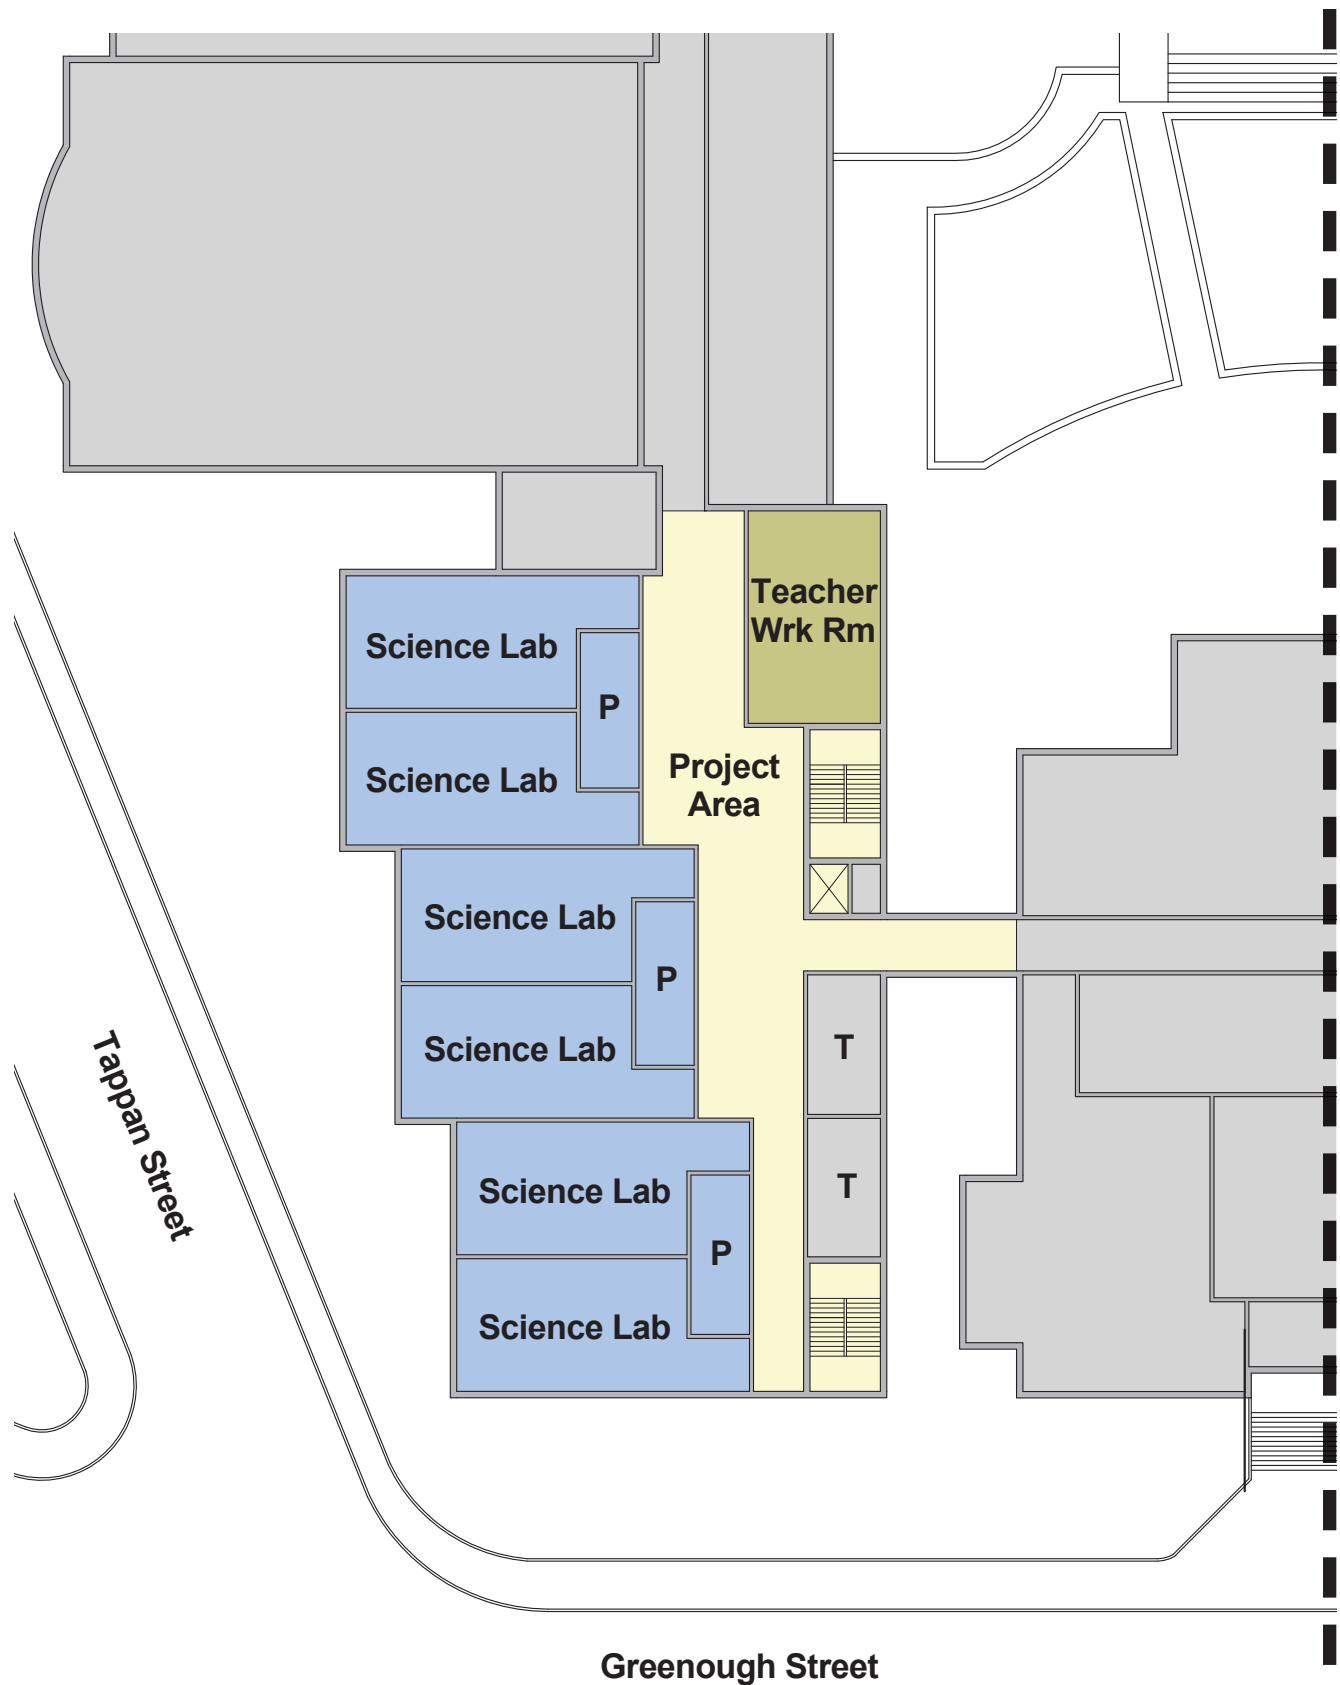 Teacher
Wrk Rm
Science Lab
P
Science Lab
Project
Area
Science Lab
P
Science Lab
T
Tappan Street
Science Lab
T
P
Science Lab
Greenough Street